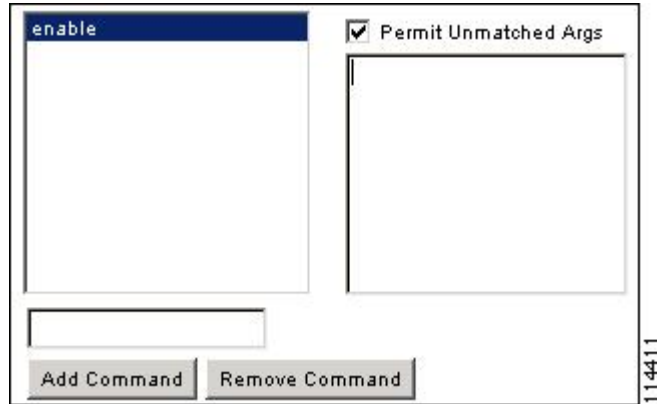 enable
Permit Unmatched Args
Add Command
Remove Command
114411